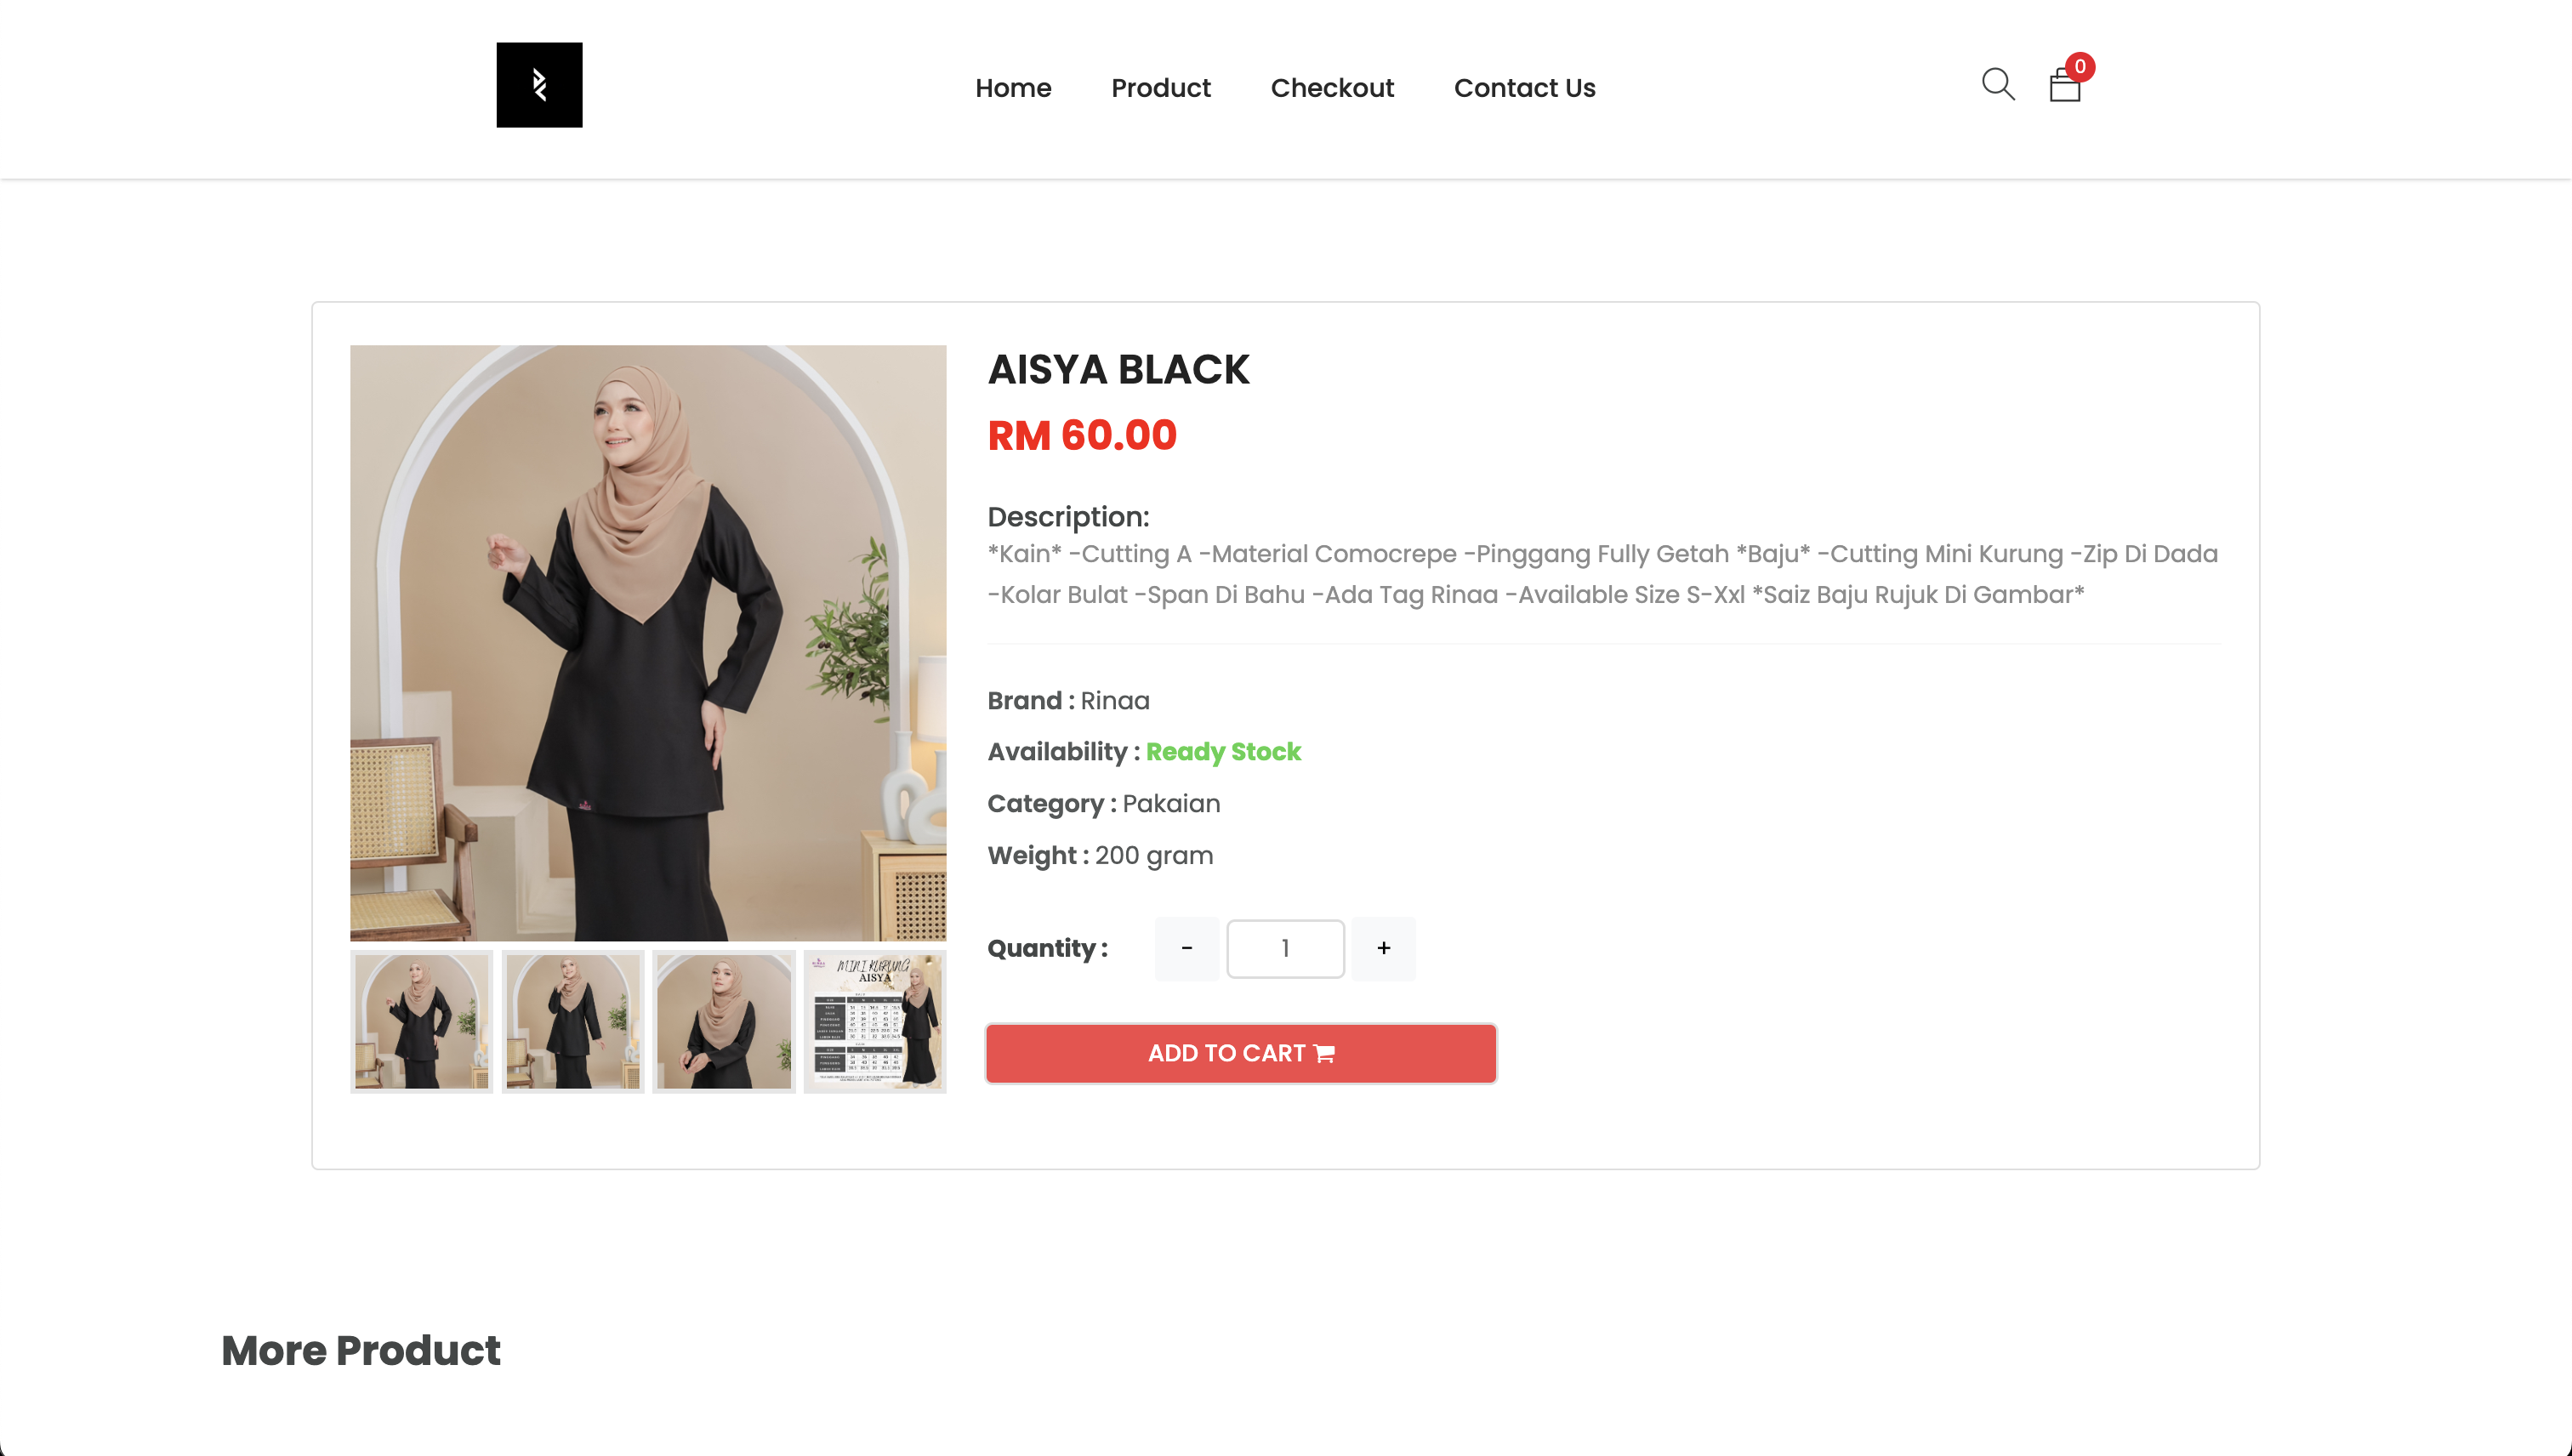 Home Product Checkout Contact Us
0
AISYA BLACK
RM 60.00
Description:
*Kain* -Cutting A -Material Comocrepe -Pinggang Fully Getah *Baju* -Cutting Mini Kurung -Zip Di Dada
-Kolar Bulat -Span Di Bahu -Ada Tag Rinaa -Available Size S-Xxl *Saiz Baju Rujuk Di Gambar*
Brand : Rinaa
Availability : Ready Stock
Category : Pakaian
Weight : 200 gram
Quantity : - 1 +
MINI KURUNG
AISYA
ADD TO CART
More Product